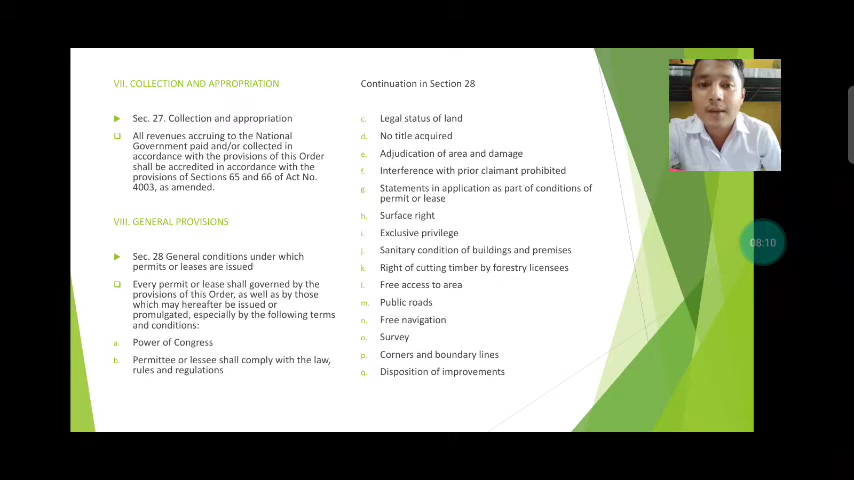 VII. COLLECTION AND APPROPRIATION
Sec. 27. Collection and appropriation
All revenues accruing to the National
Government paid and/or collected in
accordance with the provisions of this Order
shall be accredited in accordance with the
provisions of Sections 65 and 66 of Act No.
4003, as amended.
VIII. GENERAL PROVISIONS
Sec. 28 General conditions under which
permits or leases are issued
Every permit or lease shall governed by the
provisions of this Order, as well as by those
which may hereafter be issued or
promulgated, especially by the following terms
and conditions:
a. Power of Congress
b. Permittee or lessee shall comply with the law,
rules and regulations
Continuation in Section 28
c. Legal status of land
d. No title acquired
e. Adjudication of area and damage
f. Interference with prior claimant prohibited
g. Statements in application as part of conditions of
permit or lease
h. Surface right
i. Exclusive privilege
j. Sanitary condition of buildings and premises
k. Right of cutting timber by forestry licensees
l. Free access to area
m. Public roads
n. Free navigation
o. Survey
p. Corners and boundary lines
q. Disposition of improvements
08:10